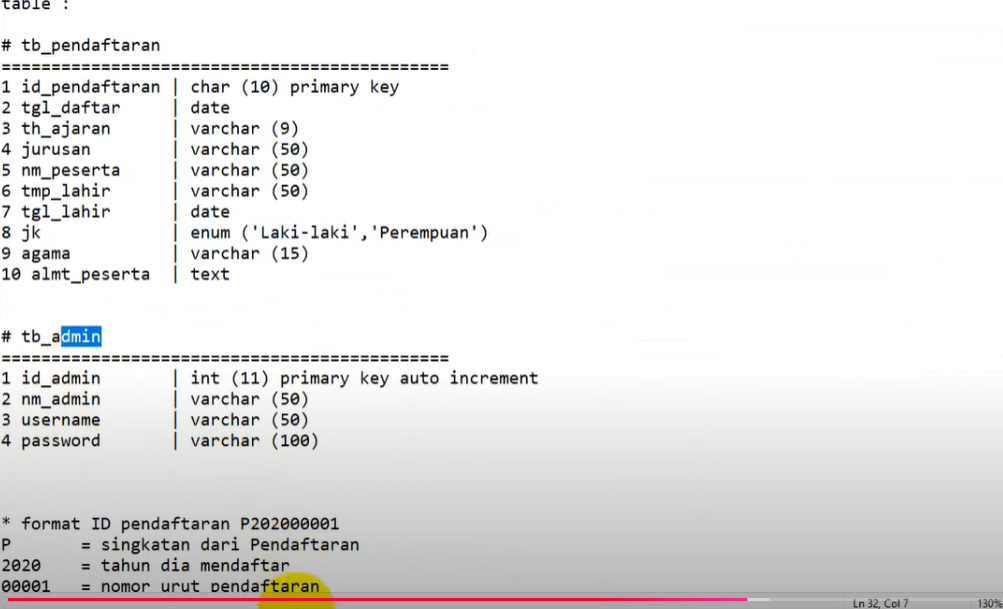 table :
# tb_pendaftaran
=============================================
1 id_pendaftaran | char (10) primary key
2 tgl_daftar | date
3 th_ajaran | varchar (9)
4 jurusan | varchar (50)
5 nm_peserta | varchar (50)
6 tmp_lahir | varchar (50)
7 tgl_lahir | date
8 jk | enum ('Laki-laki','Perempuan')
9 agama | varchar (15)
10 almt_peserta | text
# tb_admin
=============================================
1 id_admin | int (11) primary key auto increment
2 nm_admin | varchar (50)
3 username | varchar (50)
4 password | varchar (100)
* format ID pendaftaran P202000001
P = singkatan dari Pendaftaran
2020 = tahun dia mendaftar
00001 = nomor urut pendaftaran
Ln 32, Col 7 130%